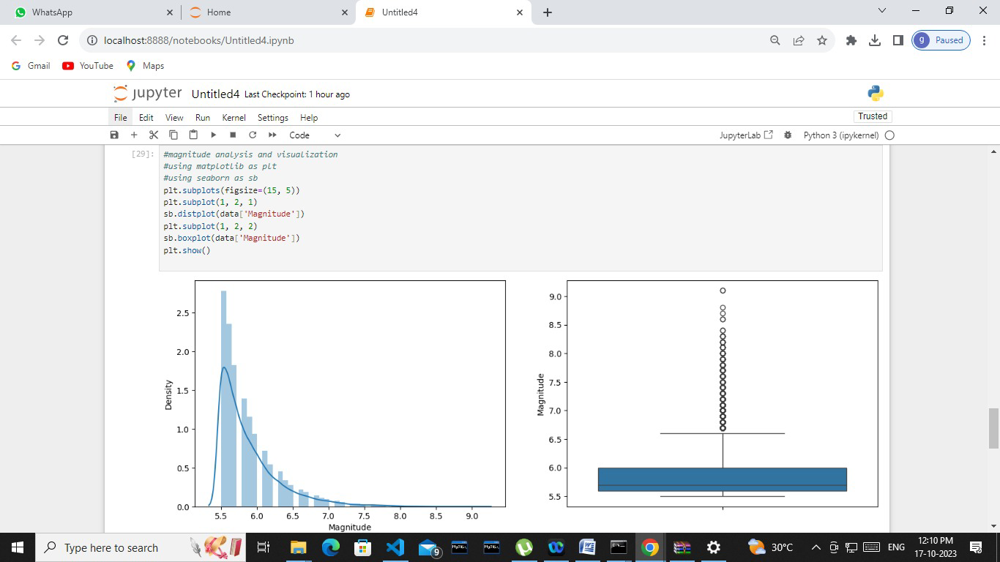 WhatsApp
Home
Untitled4
localhost:8888/notebooks/Untitled4.ipynb
g Paused
Gmail YouTube Maps
jupyter Untitled4 Last Checkpoint: 1 hour ago
File Edit View Run Kernel Settings Help
Trusted
Code
JupyterLab Python 3 (ipykernel)
[29]: #magnitude analysis and visualization
#using matplotlib as plt
#using seaborn as sb
plt.subplots(figsize=(15, 5))
plt.subplot(1, 2, 1)
sb.distplot(data['Magnitude'])
plt.subplot(1, 2, 2)
sb.boxplot(data['Magnitude'])
plt.show()
Density
2.5
2.0
1.5
1.0
0.5
0.0
5.5 6.0 6.5 7.0 7.5 8.0 8.5 9.0
Magnitude
Magnitude
9.0
8.5
8.0
7.5
7.0
6.5
6.0
5.5
Type here to search
9
MySQL
MySQL
30°C
ENG
12:10 PM
17-10-2023